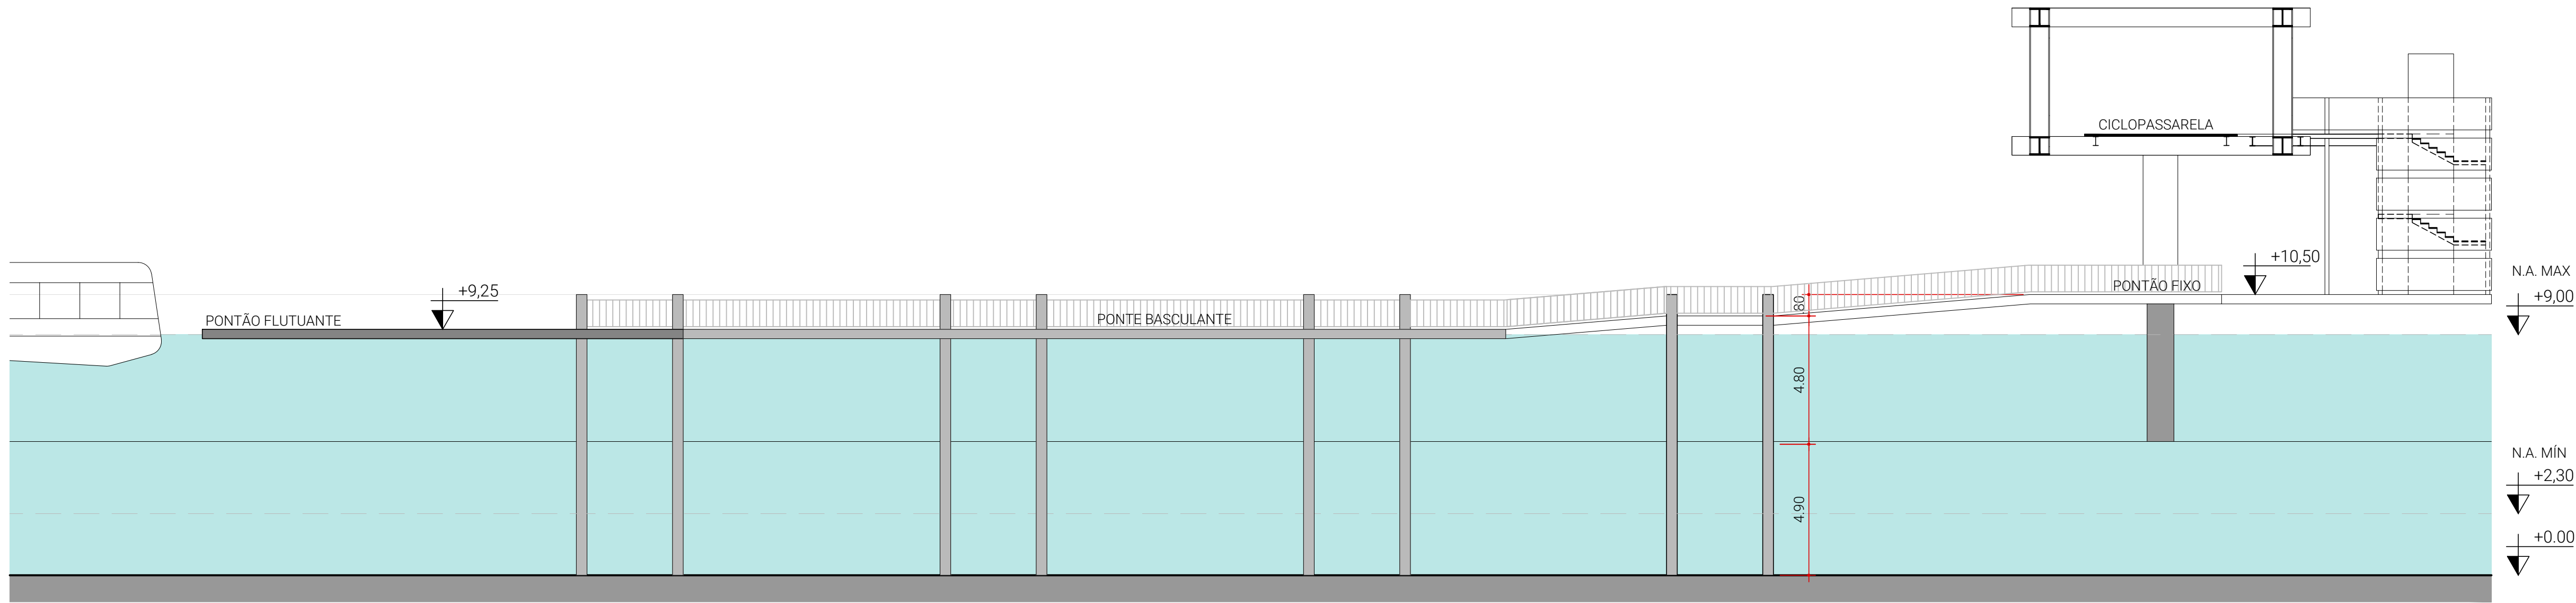 CICLOPASSARELA
+10,50
N.A. MAX
+9,00
PONTÃO FIXO
+9,25
PONTÃO FLUTUANTE
PONTE BASCULANTE
.80
4.80
4.90
N.A. MÍN
+2,30
+0.00